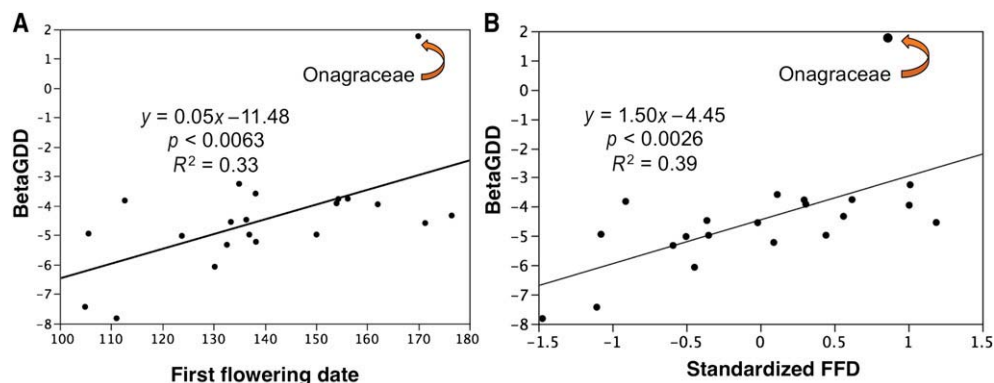 A
BetaGDD
2
1
0
-1
-2
-3
-4
-5
-6
-7
-8
Onagraceae
y = 0.05x – 11.48
p < 0.0063
R² = 0.33
100 110 120 130 140 150 160 170 180
First flowering date
B
BetaGDD
2
1
0
-1
-2
-3
-4
-5
-6
-7
-8
Onagraceae
y = 1.50x – 4.45
p < 0.0026
R² = 0.39
-1.5 -1 -0.5 0 0.5 1 1.5
Standardized FFD